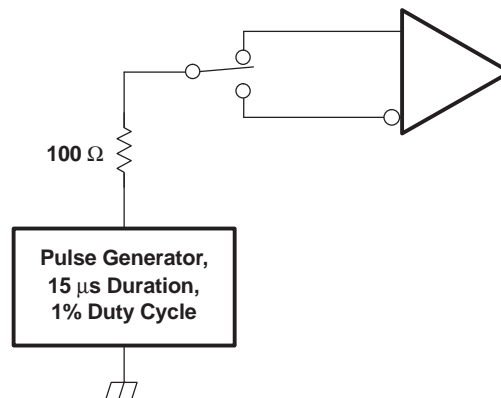 100 Ω
Pulse Generator,
15 μs Duration,
1% Duty Cycle